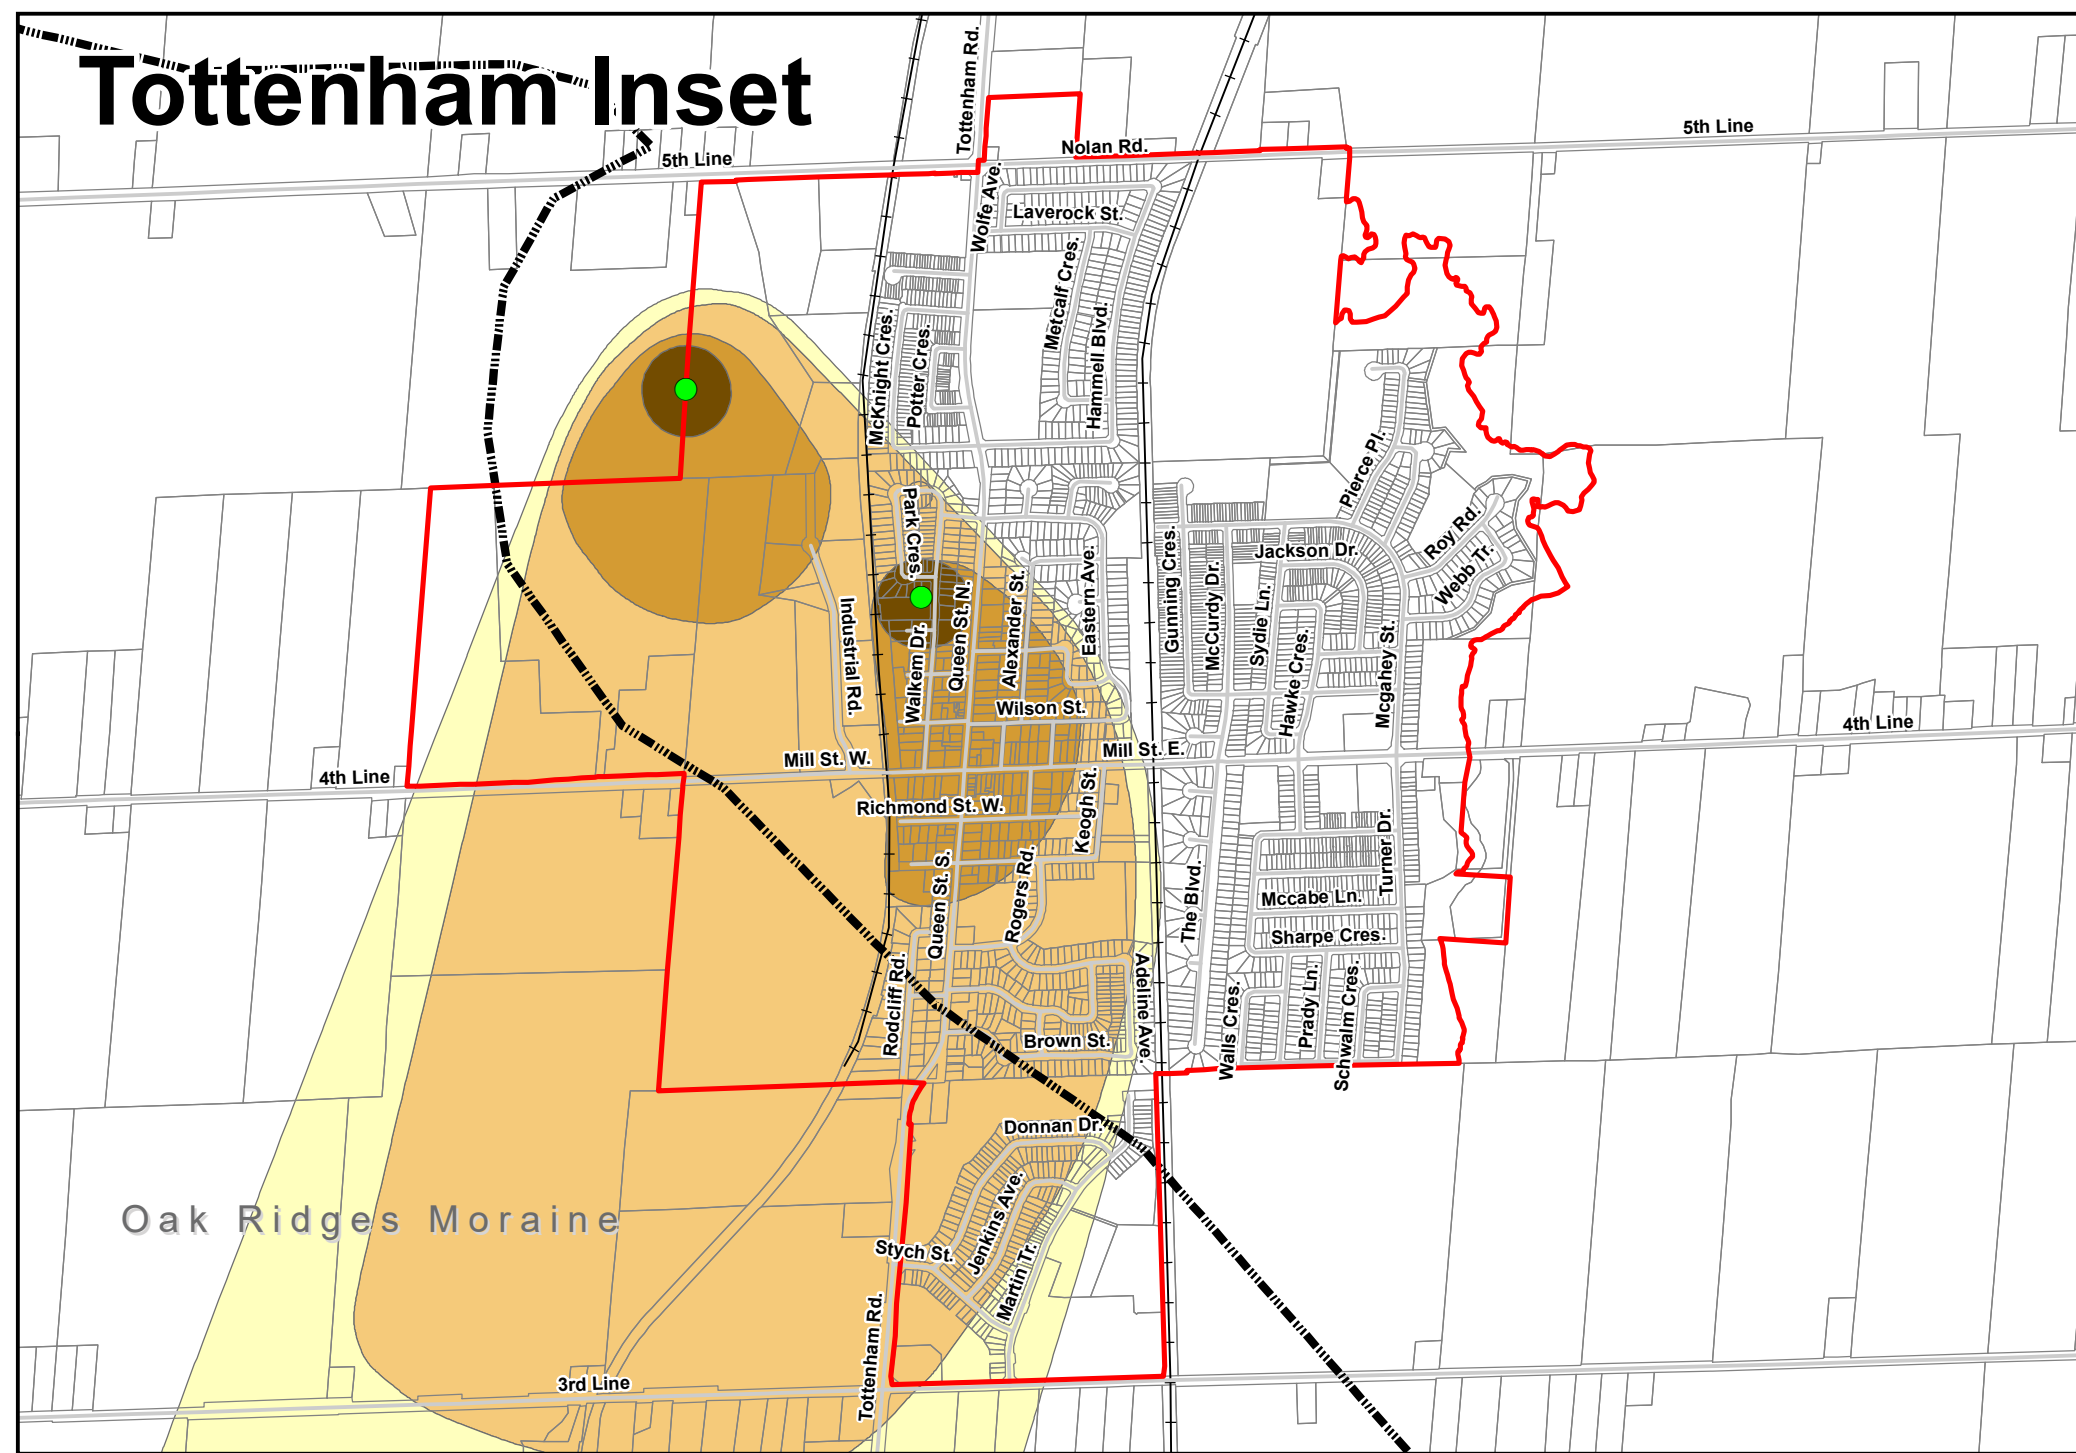 Tottenham Inset
Tottenham Rd.
5th Line
5th Line
Nolan Rd.
Wolfe Ave.
Laverock St.
Metcalf Cres.
Hammell Blvd.
McKnight Cres.
Potter Cres.
Pierce Pl.
Park Cres.
Roy Rd.
Webb Tr.
Jackson Dr.
Gunning Cres.
McCurdy Dr.
Sydie Ln.
Hawke Cres.
Mcgahey St.
Eastern Ave.
Alexander St.
Queen St. N.
Walkem Dr.
Industrial Rd.
Wilson St.
Mill St. E.
Mill St. W.
4th Line
4th Line
Richmond St. W.
Keogh St.
Turner Dr.
The Blvd.
Queen St. S.
Rogers Rd.
Mccabe Ln.
Sharpe Cres.
Rodcliff Rd.
Adeline Ave.
Walls Cres.
Prady Ln.
Schwalm Cres.
Brown St.
Donnan Dr.
Oak Ridges Moraine
Stych St.
Jenkins Ave.
Martin Tr.
Tottenham Rd.
3rd Line